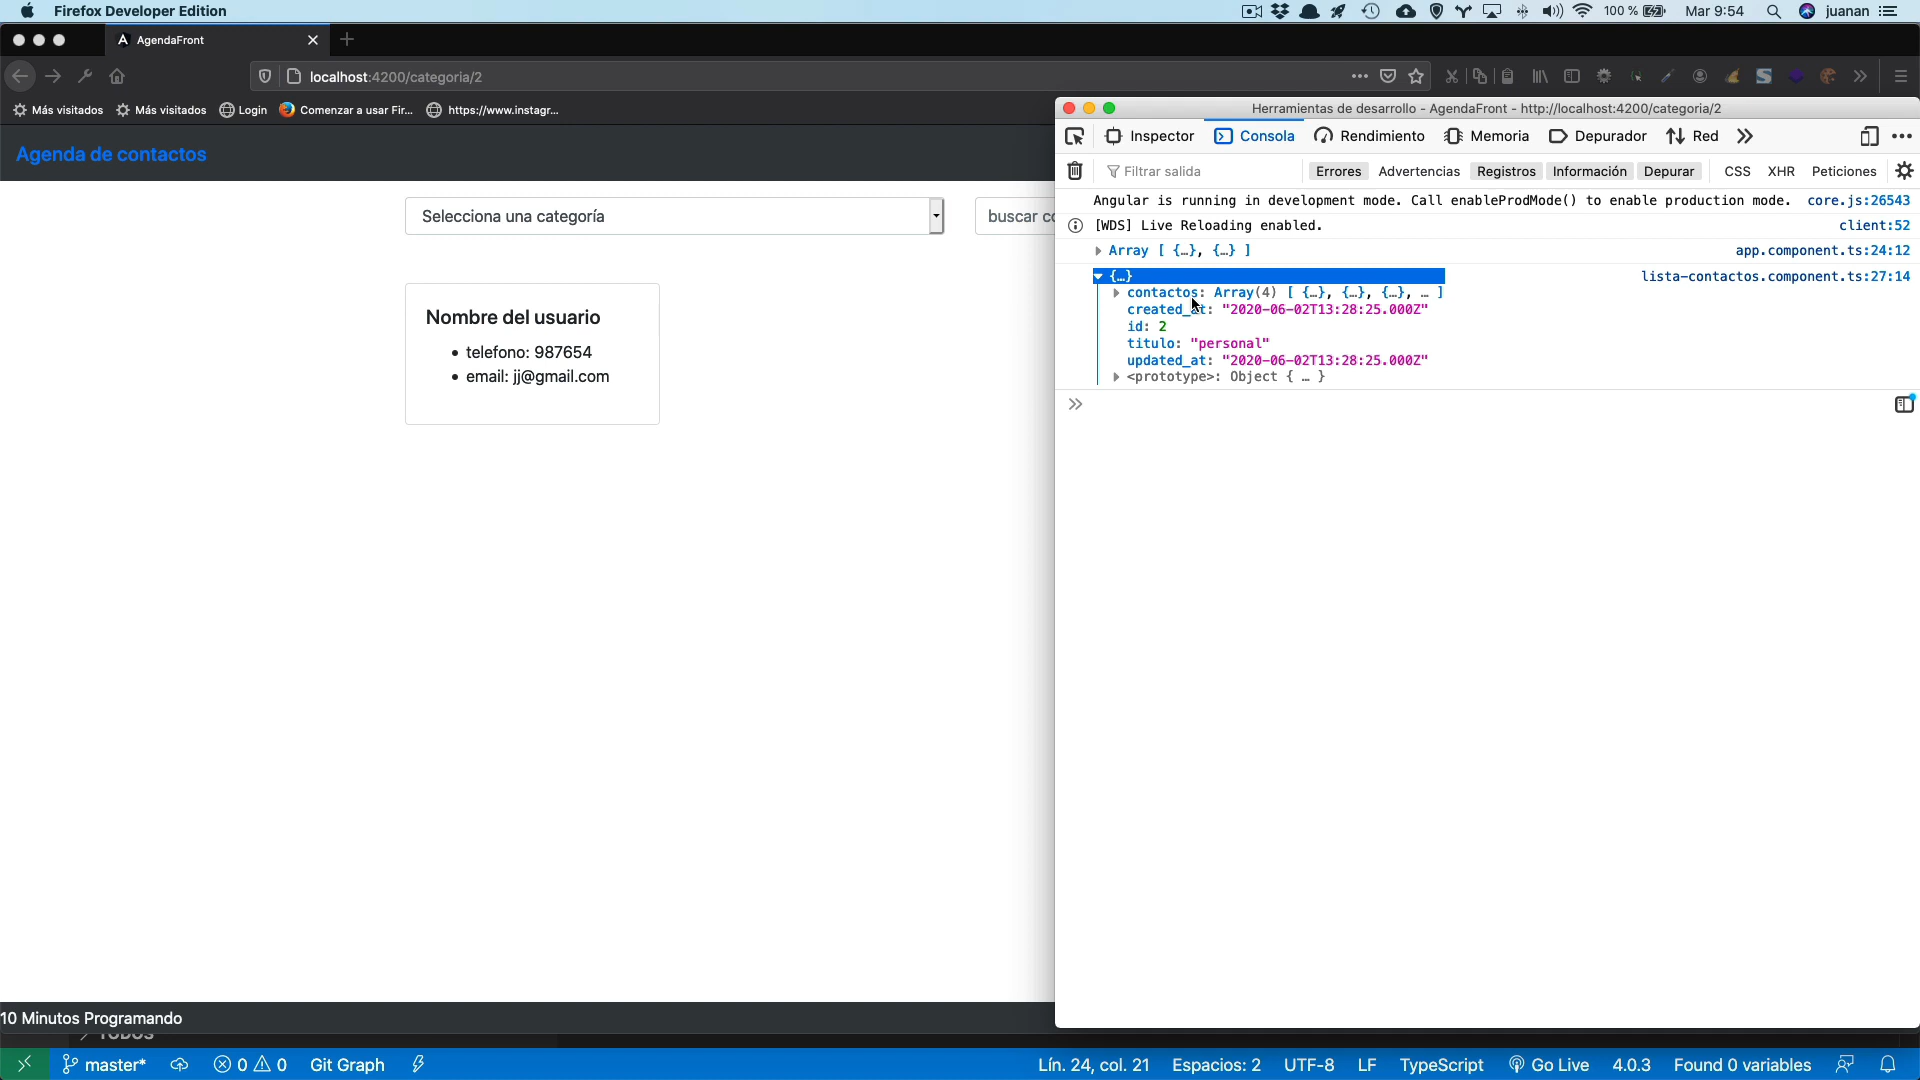 Firefox Developer Edition
100 %
Mar 9:54
juanan
AgendaFront
localhost:4200/categoria/2
Más visitados
Más visitados
Login
Comenzar a usar Fir...
https://www.instagr...
Herramientas de desarrollo - AgendaFront - http://localhost:4200/categoria/2
Inspector
Consola
Rendimiento
Memoria
Depurador
Red
Agenda de contactos
Filtrar salida
Errores
Advertencias
Registros
Información
Depurar
CSS
XHR
Peticiones
Angular is running in development mode. Call enableProdMode() to enable production mode. core.js:26543
[WDS] Live Reloading enabled. client:52
Array [ {…}, {…} ] app.component.ts:24:12
{…} lista-contactos.component.ts:27:14
contactos: Array(4) [ {…}, {…}, {…}, … ]
created_at: "2020-06-02T13:28:25.000Z"
id: 2
titulo: "personal"
updated_at: "2020-06-02T13:28:25.000Z"
<prototype>: Object { … }
Selecciona una categoría
buscar co
Nombre del usuario
telefono: 987654
email: jj@gmail.com
10 Minutos Programando
TODOS
master*
0
0
Git Graph
Lín. 24, col. 21
Espacios: 2
UTF-8
LF
TypeScript
Go Live
4.0.3
Found 0 variables